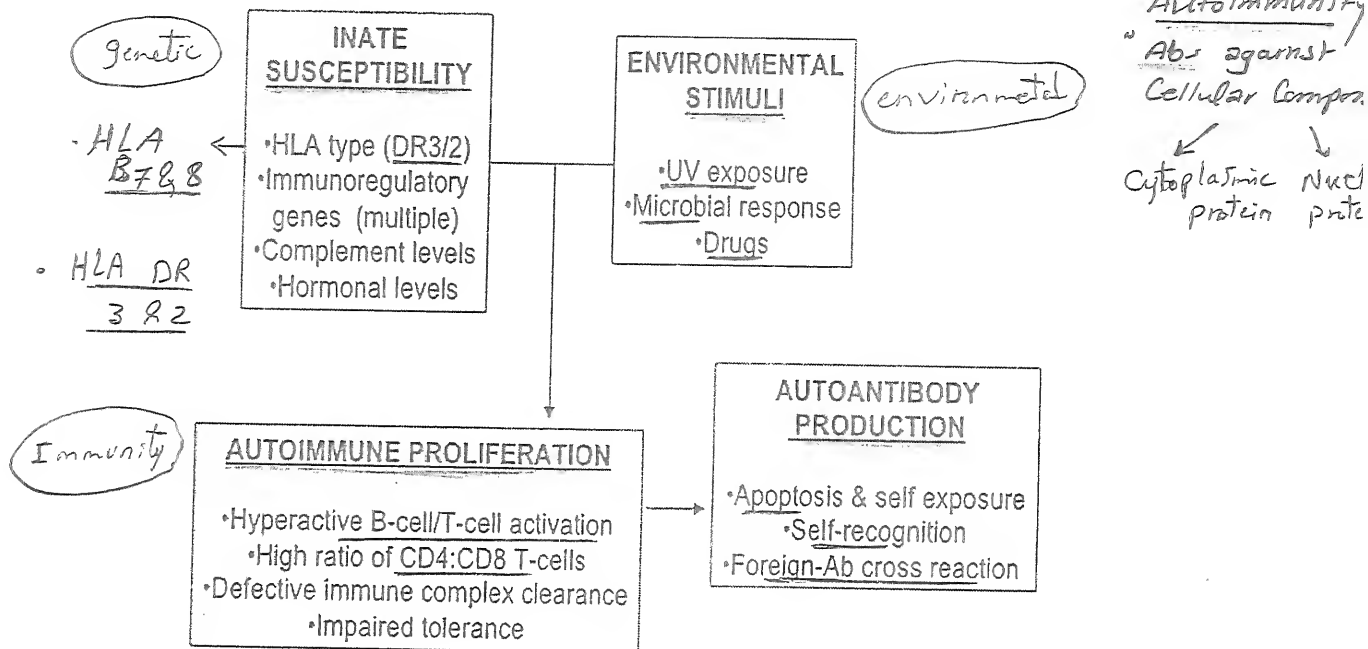 genetic
INATE
SUSCEPTIBILITY
•HLA type (DR3/2)
•Immunoregulatory
genes (multiple)
•Complement levels
•Hormonal levels
· HLA
B7&8
· HLA DR
3 & 2
ENVIRONMENTAL
STIMULI
•UV exposure
•Microbial response
•Drugs
environmetal
Autoimmunity
" Abs against
Cellular
Cytoplasmic
protein
Immunity
AUTOIMMUNE PROLIFERATION
•Hyperactive B-cell/T-cell activation
•High ratio of CD4:CD8 T-cells
•Defective immune complex clearance
•Impaired tolerance
AUTOANTIBODY
PRODUCTION
•Apoptosis & self exposure
•Self-recognition
•Foreign-Ab cross reaction